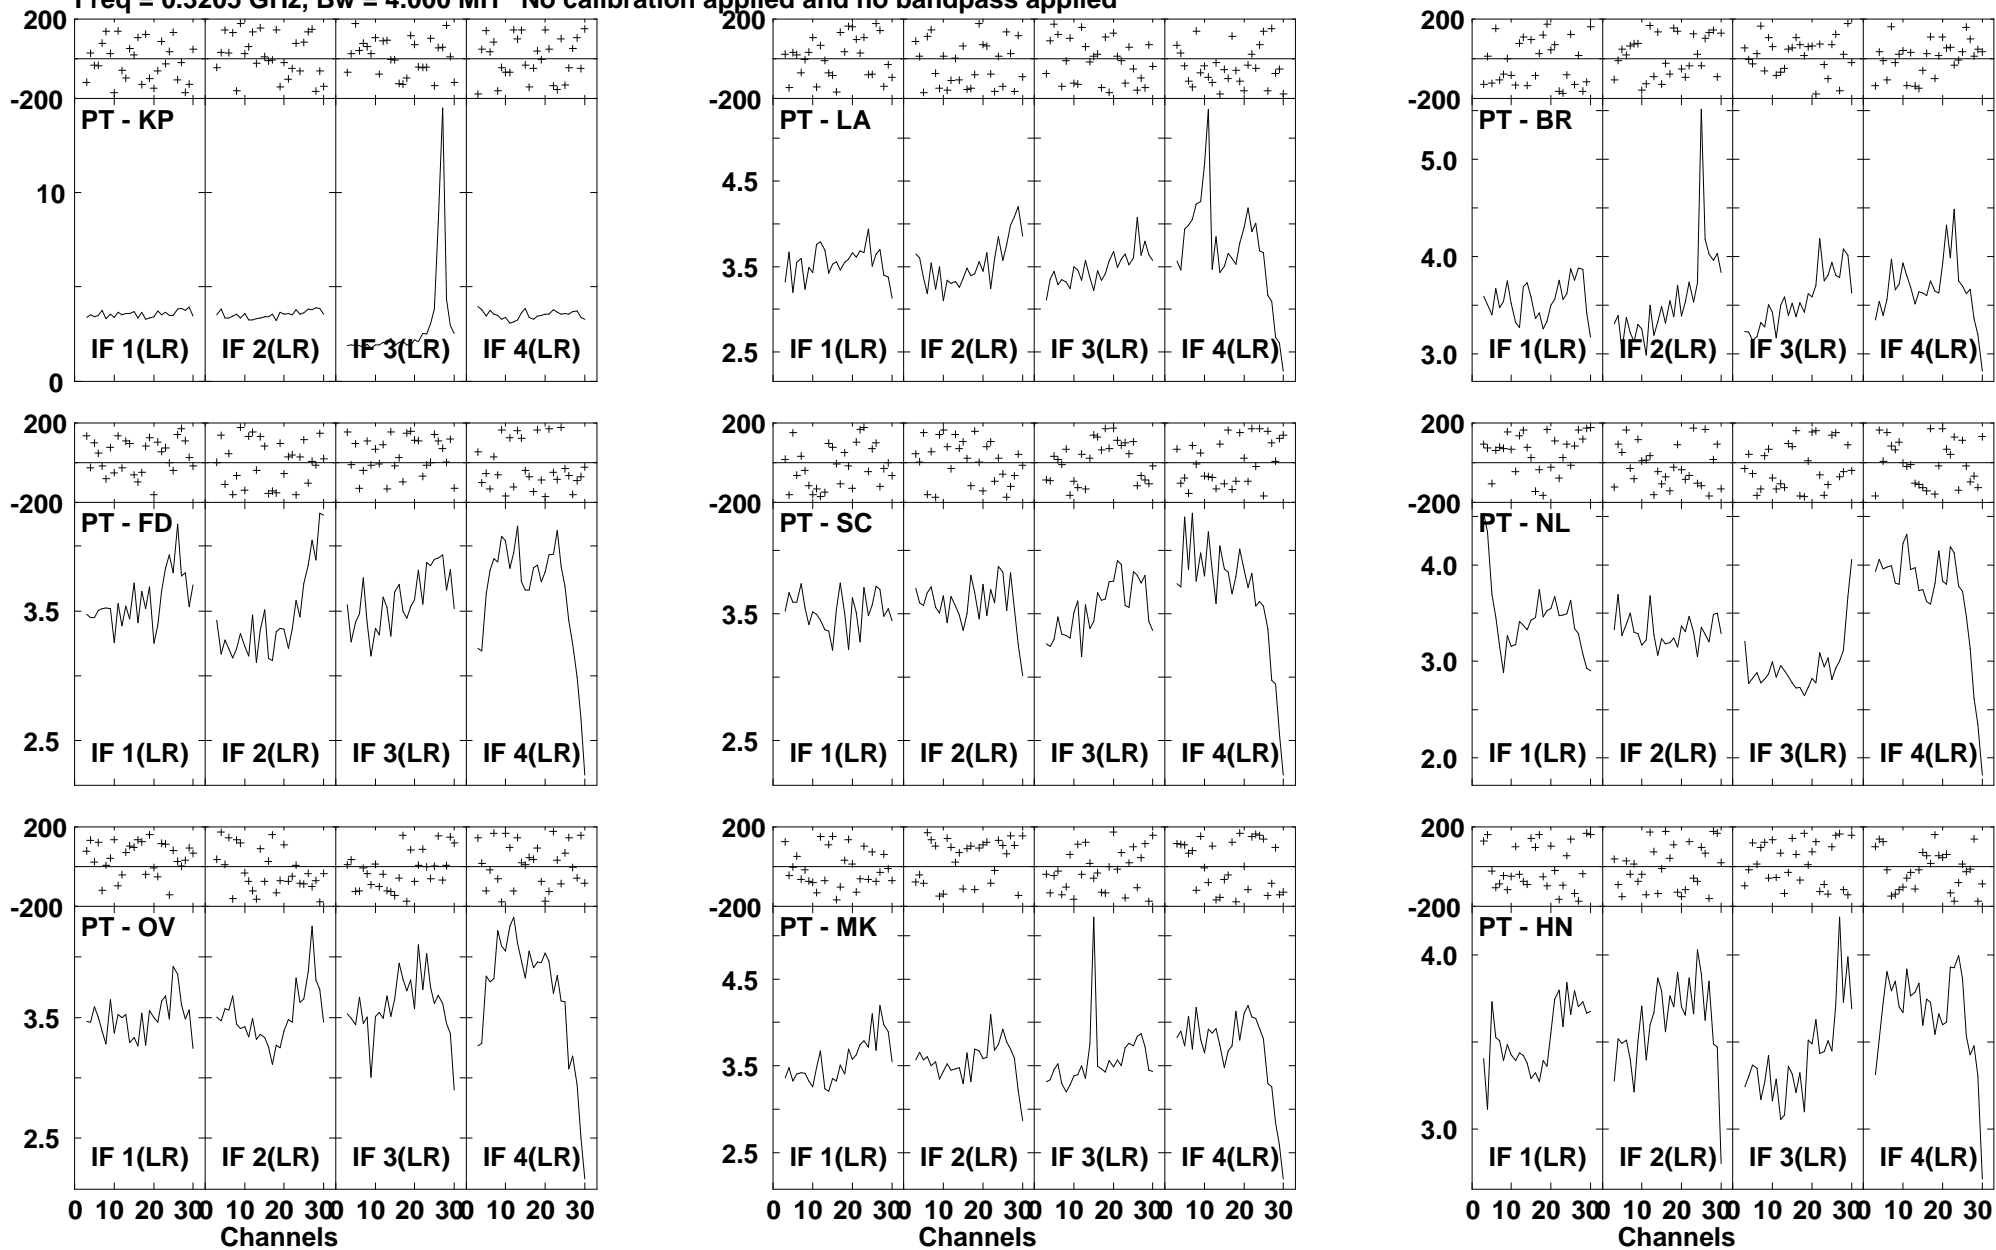 Freq = 0.3205 GHz, Bw = 4.000 MH No calibration applied and no bandpass applied
200
-200
PT - KP
10
0
IF 1(LR) IF 2(LR) IF 3(LR) IF 4(LR)
PT - LA
4.5
3.5
2.5
IF 1(LR) IF 2(LR) IF 3(LR) IF 4(LR)
200
-200
PT - BR
5.0
4.0
3.0
IF 1(LR) IF 2(LR) IF 3(LR) IF 4(LR)
200
-200
200
-200
PT - FD
3.5
2.5
IF 1(LR) IF 2(LR) IF 3(LR) IF 4(LR)
200
-200
PT - SC
3.5
2.5
IF 1(LR) IF 2(LR) IF 3(LR) IF 4(LR)
200
-200
PT - NL
4.0
3.0
2.0
IF 1(LR) IF 2(LR) IF 3(LR) IF 4(LR)
200
-200
PT - OV
3.5
2.5
IF 1(LR) IF 2(LR) IF 3(LR) IF 4(LR)
0 10 20 30 0 10 20 30 0 10 20 30 0 10 20 30
Channels
200
-200
PT - MK
4.5
3.5
2.5
IF 1(LR) IF 2(LR) IF 3(LR) IF 4(LR)
0 10 20 30 0 10 20 30 0 10 20 30 0 10 20 30
Channels
200
-200
PT - HN
4.0
3.0
IF 1(LR) IF 2(LR) IF 3(LR) IF 4(LR)
0 10 20 30 0 10 20 30 0 10 20 30 0 10 20 30
Channels